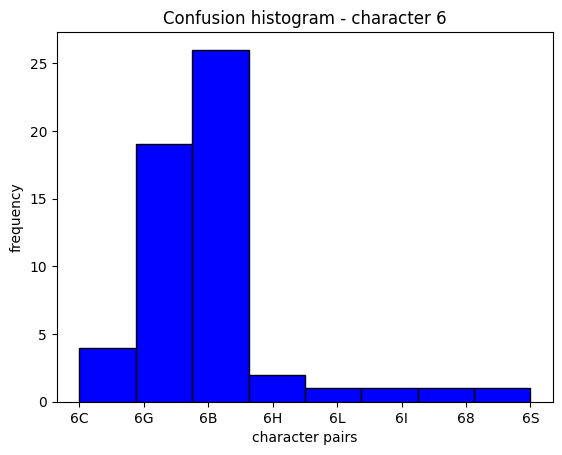 Confusion histogram - character 6
25
20
15
10
5
0
frequency
6C 6G 6B 6H 6L 6I 68 6S
character pairs